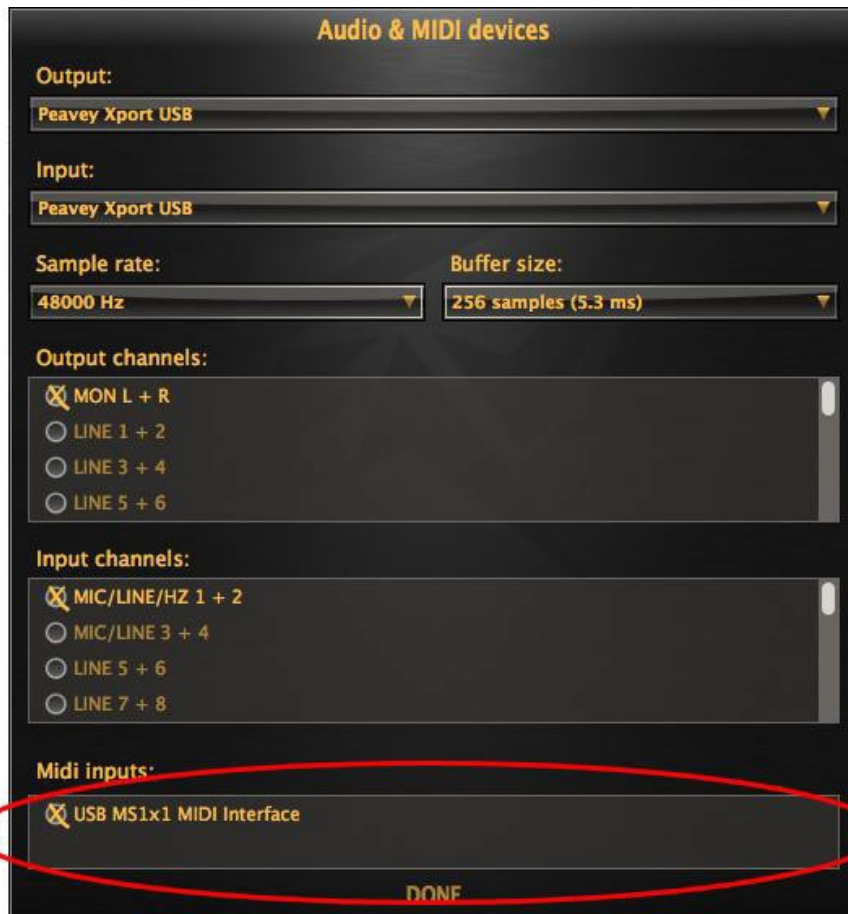 Audio & MIDI devices
Output:
Peavey Xport USB
Input:
Peavey Xport USB
Sample rate:
Buffer size:
48000 Hz
256 samples (5.3 ms)
Output channels:
MON L + R
LINE 1 + 2
LINE 3 + 4
LINE 5 + 6
Input channels:
MIC/LINE/HZ 1 + 2
MIC/LINE 3 + 4
LINE 5 + 6
LINE 7 + 8
Midi inputs:
USB MS1x1 MIDI Interface
DONE